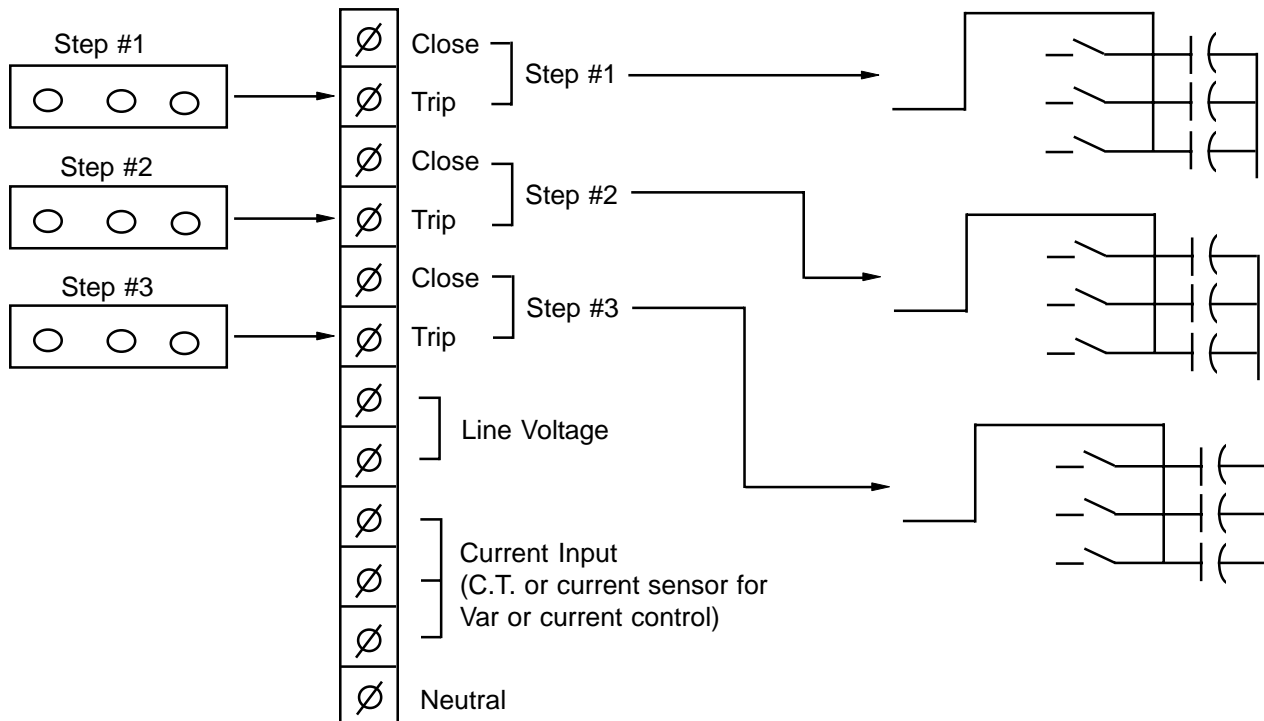 Step #1
Step #2
Step #3
Close
Trip
Step #1
Close
Trip
Step #2
Close
Trip
Step #3
Line Voltage
Current Input
(C.T. or current sensor for
Var or current control)
Neutral